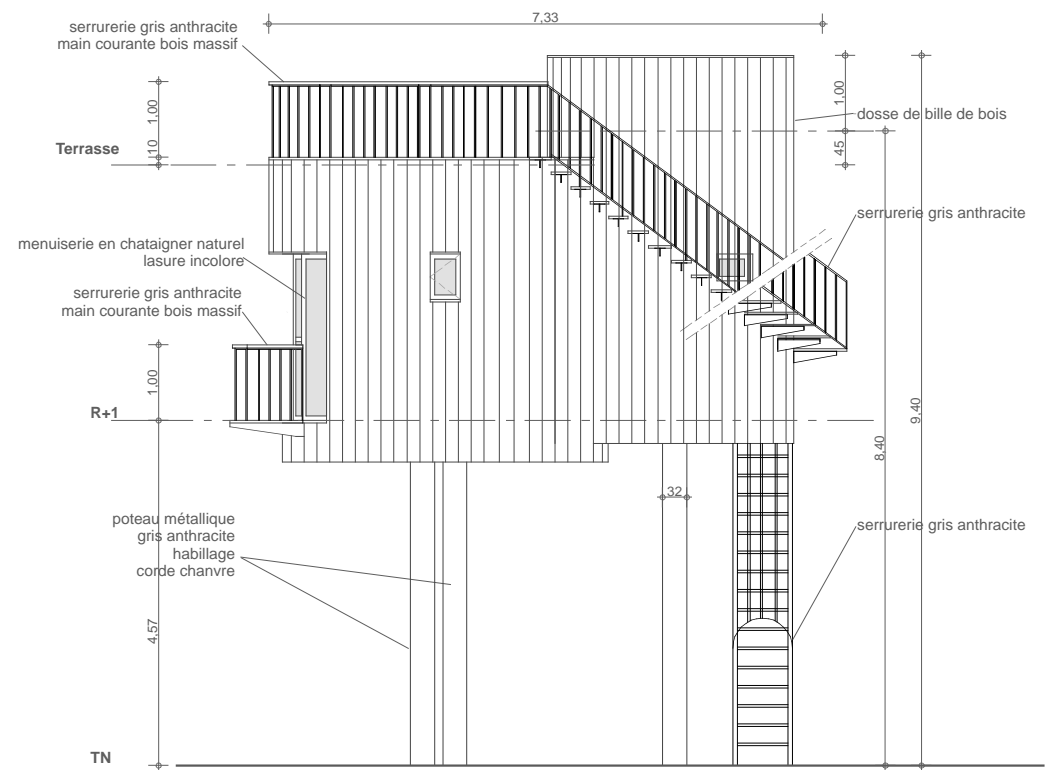 7,33
serrurerie gris anthracite
main courante bois massif
1,00
10
Terrasse
1,00
45
dosse de bille de bois
serrurerie gris anthracite
menuiserie en chataigner naturel
lasure incolore
serrurerie gris anthracite
main courante bois massif
1,00
R+1
9,40
8,40
32
poteau métallique
gris anthracite
habillage
corde chanvre
serrurerie gris anthracite
4,57
TN